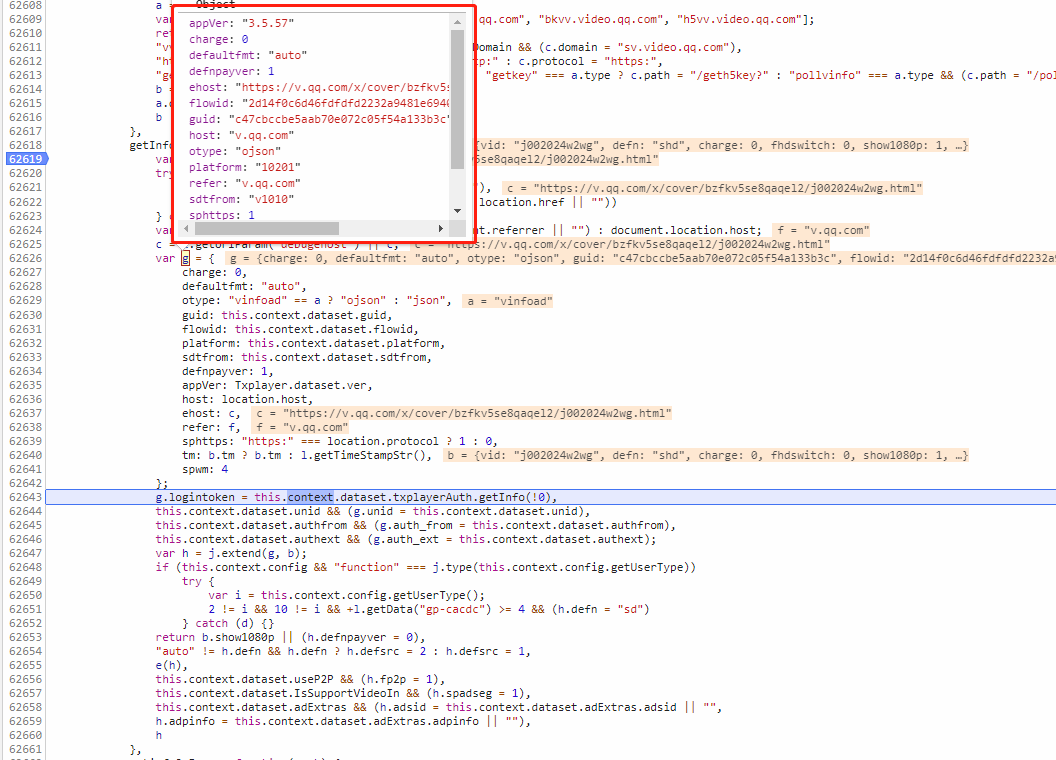 62608 a = Object
62609 var qq.com", "bkvv.video.qq.com", "h5vv.video.qq.com"];
62610 ret
62611 "v Domain && (c.domain = "sv.video.qq.com"),
62612 "ht tp:" : c.protocol = "https:",
62613 "ge "getkey" === a.type ? c.path = "/geth5key?" : "pollvinfo" === a.type && (c.path = "/pol
62614 b =
62615 a.c
62616 b
62617 },
appVer: "3.5.57"
charge: 0
defaultfmt: "auto"
defnpayver: 1
ehost: "https://v.qq.com/x/cover/bzfkv5s
flowid: "2d14f0c6d46fdfdfd2232a9481e6940
guid: "c47cbccbe5aab70e072c05f54a133b3c"
host: "v.qq.com"
otype: "ojson"
platform: "10201"
refer: "v.qq.com"
sdtfrom: "v1010"
sphttps: 1
62618 getInfo {vid: "j002024w2wg", defn: "shd", charge: 0, fhdswitch: 0, show1080p: 1, …}
62619 var v5se8qaqel2/j002024w2wg.html"
62620 try
62621 "), c = "https://v.qq.com/x/cover/bzfkv5se8qaqel2/j002024w2wg.html"
62622 location.href || ""))
62623 } c
62624 var nt.referrer || "") : document.location.host; f = "v.qq.com"
62625 c = .getUrlParam("debugehost") || c, c = "https://v.qq.com/x/cover/bzfkv5se8qaqel2/j002024w2wg.html"
62626 var g = { g = {charge: 0, defaultfmt: "auto", otype: "ojson", guid: "c47cbccbe5aab70e072c05f54a133b3c", flowid: "2d14f0c6d46fdfdfd2232a9
62627 charge: 0,
62628 defaultfmt: "auto",
62629 otype: "vinfoad" == a ? "ojson" : "json", a = "vinfoad"
62630 guid: this.context.dataset.guid,
62631 flowid: this.context.dataset.flowid,
62632 platform: this.context.dataset.platform,
62633 sdtfrom: this.context.dataset.sdtfrom,
62634 defnpayver: 1,
62635 appVer: Txplayer.dataset.ver,
62636 host: location.host,
62637 ehost: c, c = "https://v.qq.com/x/cover/bzfkv5se8qaqel2/j002024w2wg.html"
62638 refer: f, f = "v.qq.com"
62639 sphttps: "https:" === location.protocol ? 1 : 0,
62640 tm: b.tm ? b.tm : l.getTimeStampStr(), b = {vid: "j002024w2wg", defn: "shd", charge: 0, fhdswitch: 0, show1080p: 1, …}
62641 spwm: 4
62642 };
62643 g.logintoken = this.context.dataset.txplayerAuth.getInfo(!0),
62644 this.context.dataset.unid && (g.unid = this.context.dataset.unid),
62645 this.context.dataset.authfrom && (g.auth_from = this.context.dataset.authfrom),
62646 this.context.dataset.authext && (g.auth_ext = this.context.dataset.authext);
62647 var h = j.extend(g, b);
62648 if (this.context.config && "function" === j.type(this.context.config.getUserType))
62649 try {
62650 var i = this.context.config.getUserType();
62651 2 != i && 10 != i && +l.getData("gp-cacdc") >= 4 && (h.defn = "sd")
62652 } catch (d) {}
62653 return b.show1080p || (h.defnpayver = 0),
62654 "auto" != h.defn && h.defn ? h.defsrc = 2 : h.defsrc = 1,
62655 e(h),
62656 this.context.dataset.useP2P && (h.fp2p = 1),
62657 this.context.dataset.IsSupportVideoIn && (h.spadseg = 1),
62658 this.context.dataset.adExtras && (h.adsid = this.context.dataset.adExtras.adsid || "",
62659 h.adpinfo = this.context.dataset.adExtras.adpinfo || ""),
62660 h
62661 },